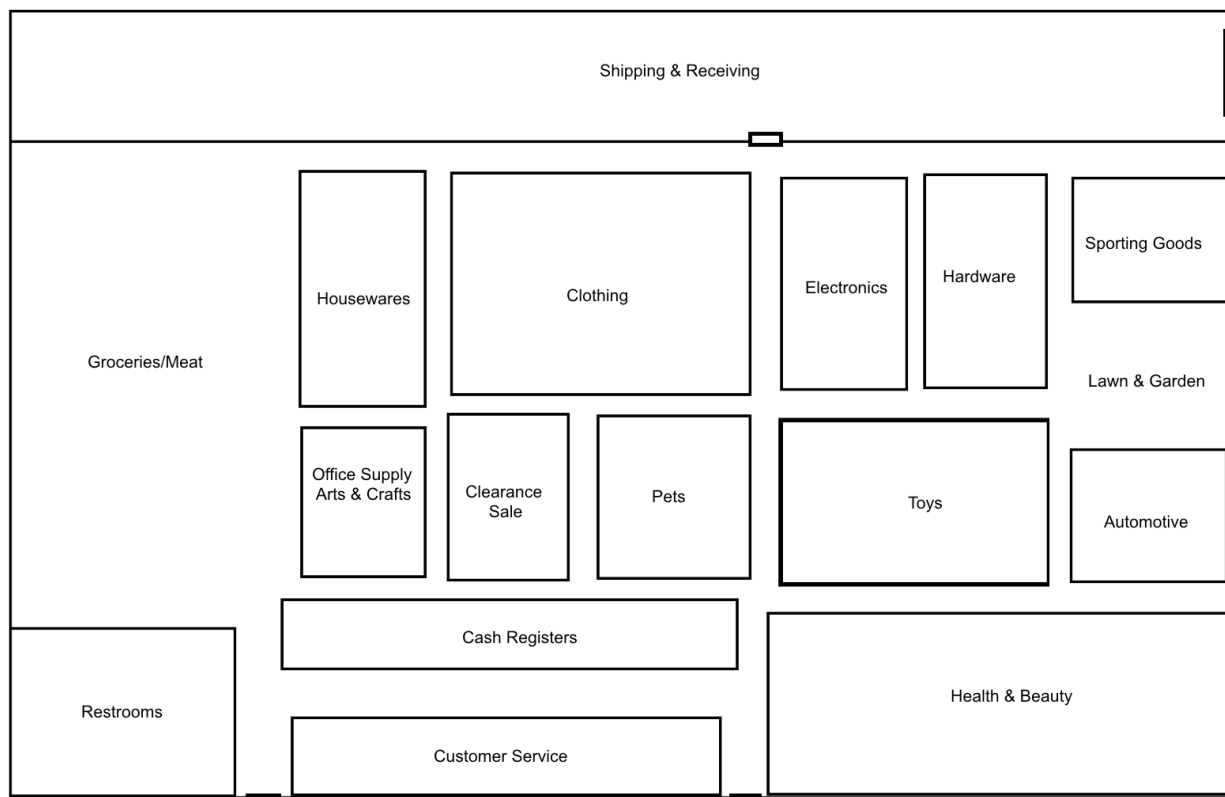 Shipping & Receiving
Housewares
Clothing
Electronics
Hardware
Sporting Goods
Groceries/Meat
Lawn & Garden
Office Supply
Arts & Crafts
Clearance
Sale
Pets
Toys
Automotive
Cash Registers
Restrooms
Customer Service
Health & Beauty